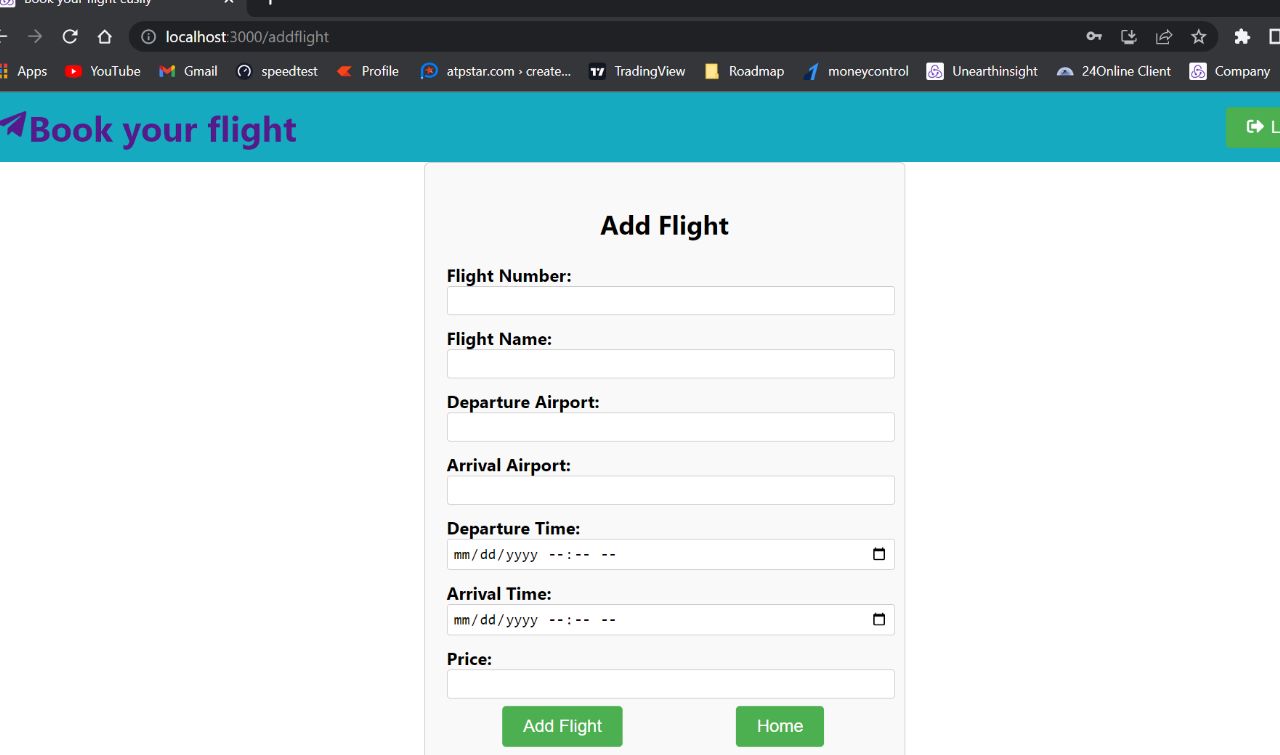 Book your flight easily
localhost:3000/addflight
Apps YouTube Gmail speedtest Profile atpstar.com › create... TradingView Roadmap moneycontrol Unearthinsight 24Online Client Company
Book your flight
L
Add Flight
Flight Number:
Flight Name:
Departure Airport:
Arrival Airport:
Departure Time:
mm/dd/yyyy --:-- --
Arrival Time:
mm/dd/yyyy --:-- --
Price:
Add Flight Home